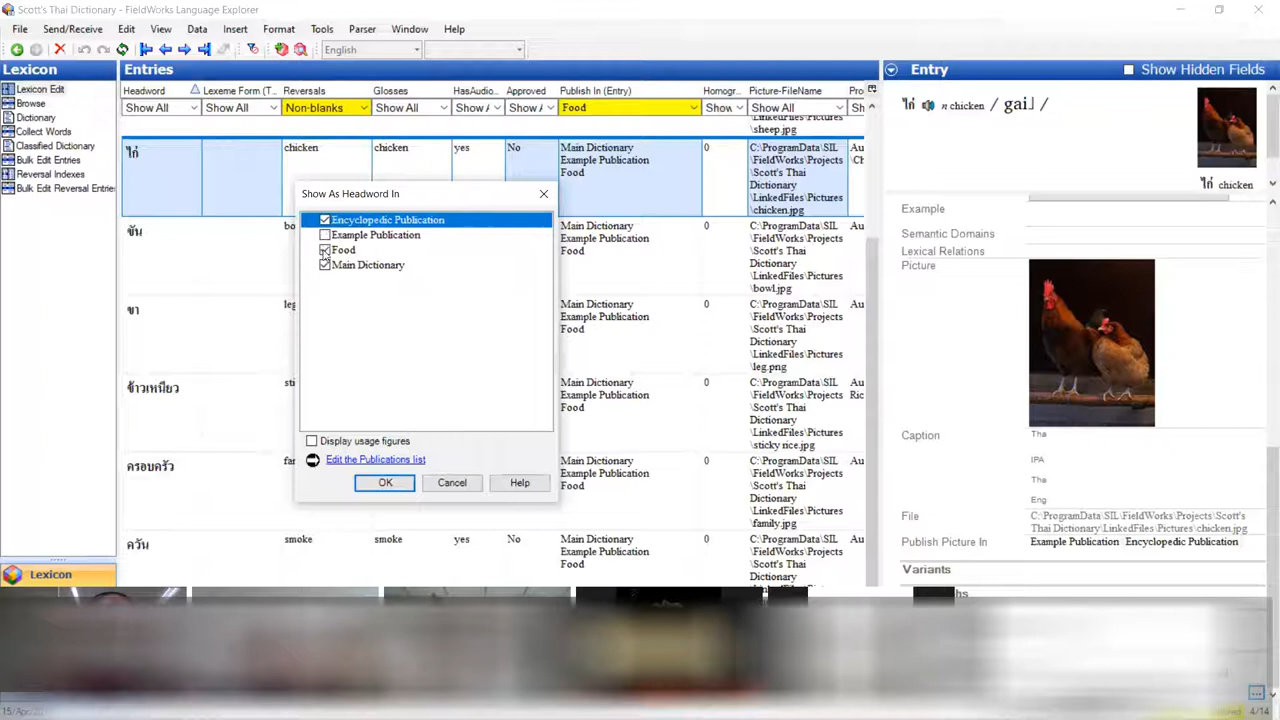 Scott's Thai Dictionary - FieldWorks Language Explorer
File Send/Receive Edit View Data Insert Format Tools Parser Window Help
English
Lexicon
Lexicon Edit
Browse
Dictionary
Collect Words
Classified Dictionary
Bulk Edit Entries
Reversal Indexes
Bulk Edit Reversal Entrie
Lexicon
Entries
Headword Lexeme Form (T... Reversals Glosses HasAudio... Approved Publish In (Entry) Homogr... Picture-FileName Pro
Show All Show All Non-blanks Show All Show A Show A Food Show Show All Sh
\LinkedFiles\Pictures
\sheep.jpg
ไก่ chicken chicken yes No Main Dictionary 0 C:\ProgramData\SIL Au
Example Publication \FieldWorks\Projects \Ch
Food \Scott's Thai
Dictionary
\LinkedFiles\Pictures
\chicken.jpg
ขัน bo Main Dictionary 0 C:\ProgramData\SIL Au
Example Publication \FieldWorks\Projects
Food \Scott's Thai
Dictionary
\LinkedFiles\Pictures
\bowl.jpg
ขา leg Main Dictionary 0 C:\ProgramData\SIL Au
Example Publication \FieldWorks\Projects
Food \Scott's Thai
Dictionary
\LinkedFiles\Pictures
\leg.png
ข้าวเหนียว sti Main Dictionary 0 C:\ProgramData\SIL Au
Example Publication \FieldWorks\Projects Ric
Food \Scott's Thai
Dictionary
\LinkedFiles\Pictures
\sticky rice.jpg
ครอบครัว far Main Dictionary 0 C:\ProgramData\SIL Au
Example Publication \FieldWorks\Projects
Food \Scott's Thai
Dictionary
\LinkedFiles\Pictures
\family.jpg
ควัน smoke smoke yes No Main Dictionary 0 C:\ProgramData\SIL Au
Example Publication \FieldWorks\Projects
Food \Scott's Thai
Dictionary
Show As Headword In
Encyclopedic Publication
Example Publication
Food
Main Dictionary
Display usage figures
Edit the Publications list
OK Cancel Help
Entry Show Hidden Fields
ไก่ n chicken / gai˩ /
ไก่ chicken
Example
Semantic Domains
Lexical Relations
Picture
Caption Tha
IPA
Tha
Eng
File C:\ProgramData\SIL\FieldWorks\Projects\Scott's
Thai Dictionary\LinkedFiles\Pictures\chicken.jpg
Publish Picture In Example Publication Encyclopedic Publication
Variants
hs
15/Apr/20
4/14